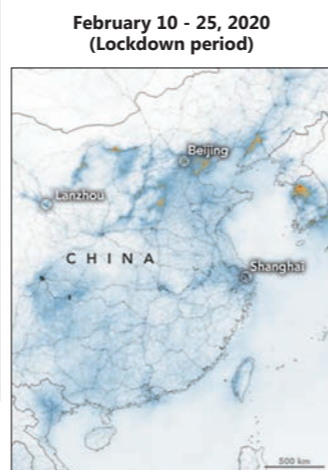 February 10 - 25, 2020
(Lockdown period)
Beijing
Lanzhou
CHINA
Shanghai
500 km